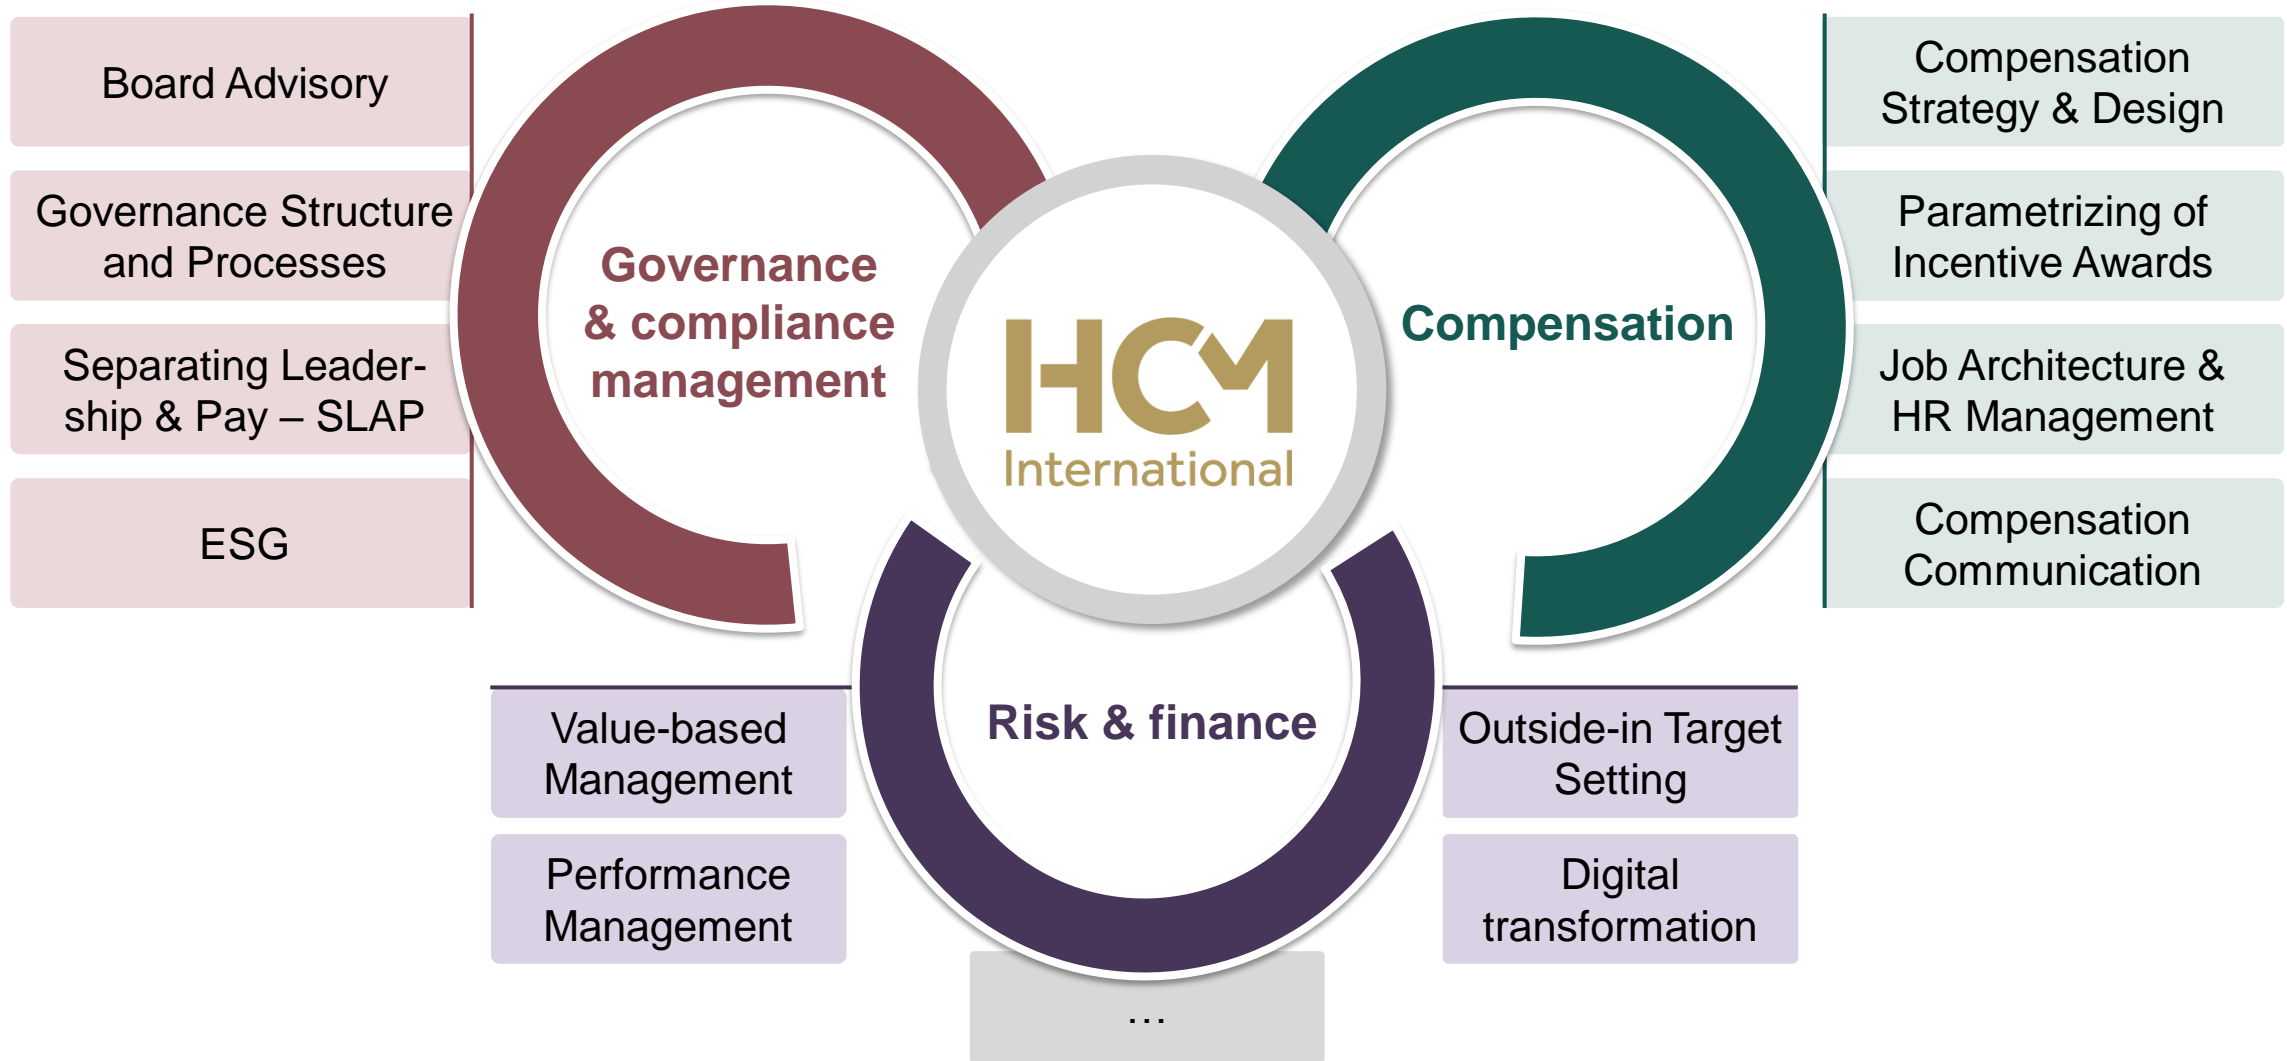 Board Advisory
Governance Structure
and Processes
Separating Leader-
ship & Pay – SLAP
ESG
Governance
& compliance
management
HCM
International
Compensation
Compensation
Strategy & Design
Parametrizing of
Incentive Awards
Job Architecture &
HR Management
Compensation
Communication
Risk & finance
Value-based
Management
Performance
Management
Outside-in Target
Setting
Digital
transformation
…